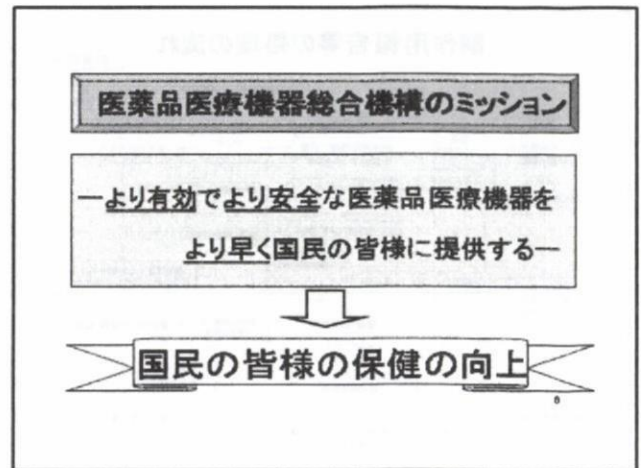 医薬品医療機器総合機構のミッション
―より有効でより安全な医薬品医療機器を
より早く国民の皆様に提供する―
国民の皆様の保健の向上